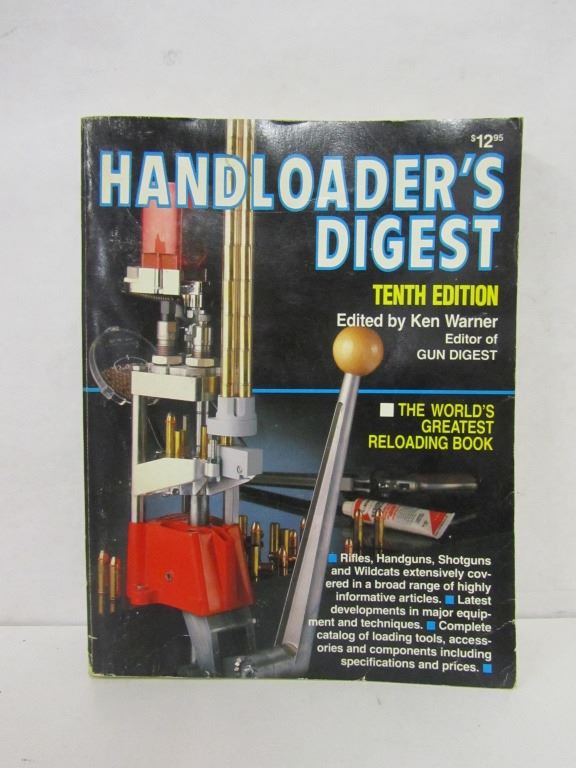 $12.95
HANDLOADER'S
DIGEST
TENTH EDITION
Edited by Ken Warner
Editor of
GUN DIGEST
THE WORLD'S
GREATEST
RELOADING BOOK
■ Rifles, Handguns, Shotguns
and Wildcats extensively cov-
ered in a broad range of highly
informative articles. ■ Latest
developments in major equip-
ment and techniques. ■ Complete
catalog of loading tools, access-
ories and components including
specifications and prices. ■